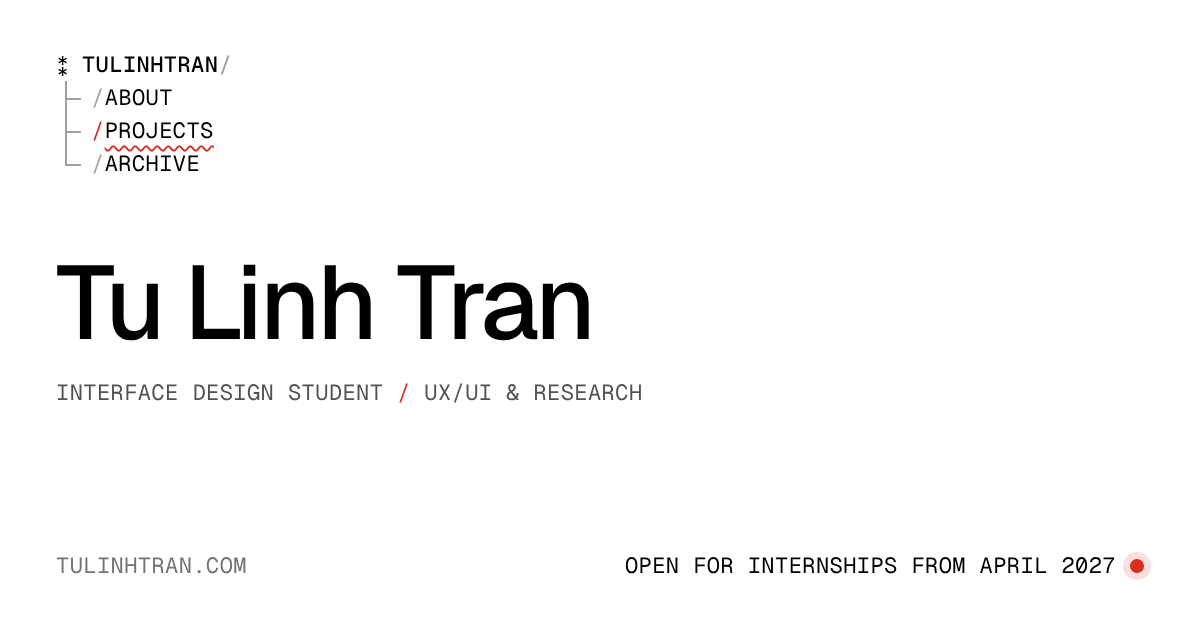 ⁑ TULINHTRAN/
/ABOUT
/PROJECTS
/ARCHIVE
Tu Linh Tran
INTERFACE DESIGN STUDENT / UX/UI & RESEARCH
TULINHTRAN.COM
OPEN FOR INTERNSHIPS FROM APRIL 2027